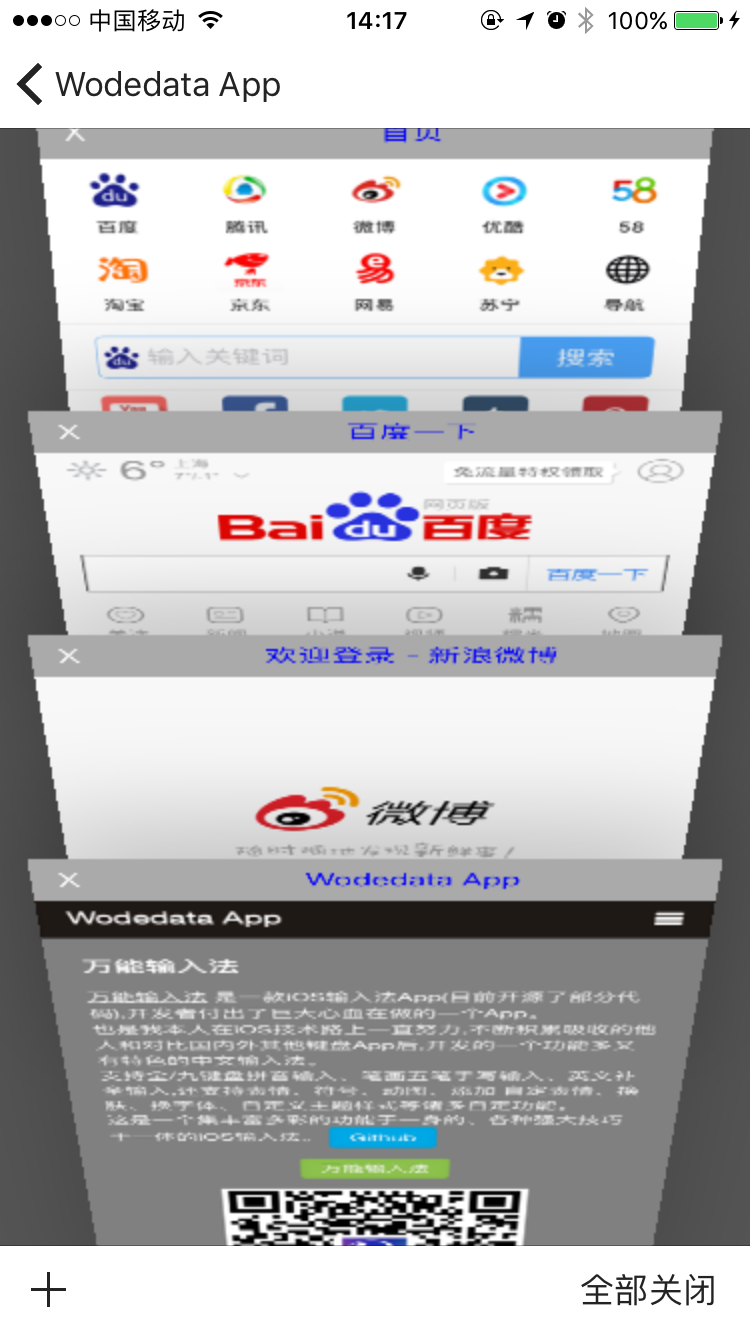 中国移动 14:17 100%
Wodedata App
首页
百度 腾讯 微博 优酷 58
淘宝 京东 网易 苏宁 导航
输入关键词 搜索
You
百度一下
6° 上海 免流量特权领取
网页版
Bai du 百度
百度一下
欢迎登录 - 新浪微博
微博
随时随地发现新鲜事!
Wodedata App
Wodedata App
万能输入法
万能输入法 是一款iOS输入法App(目前开源了部分代
码),开发者付出了巨大心血在做的一个App。
也是我本人在iOS技术路上一直努力,不断积累吸收的他
人和对比国内外其他键盘App后,开发的一个功能多又
有特色的中文输入法。
支持全/九键盘拼音输入、笔画五笔手写输入、英文补
全输入,还支持表情、符号、动图、添加 自定表情、换
肤、换字体、自定义主题样式等诸多自定功能。
这是一个集丰富多彩的功能于一身的、各种强大技巧
于一体的iOS输入法。 Github
万能输入法
全部关闭